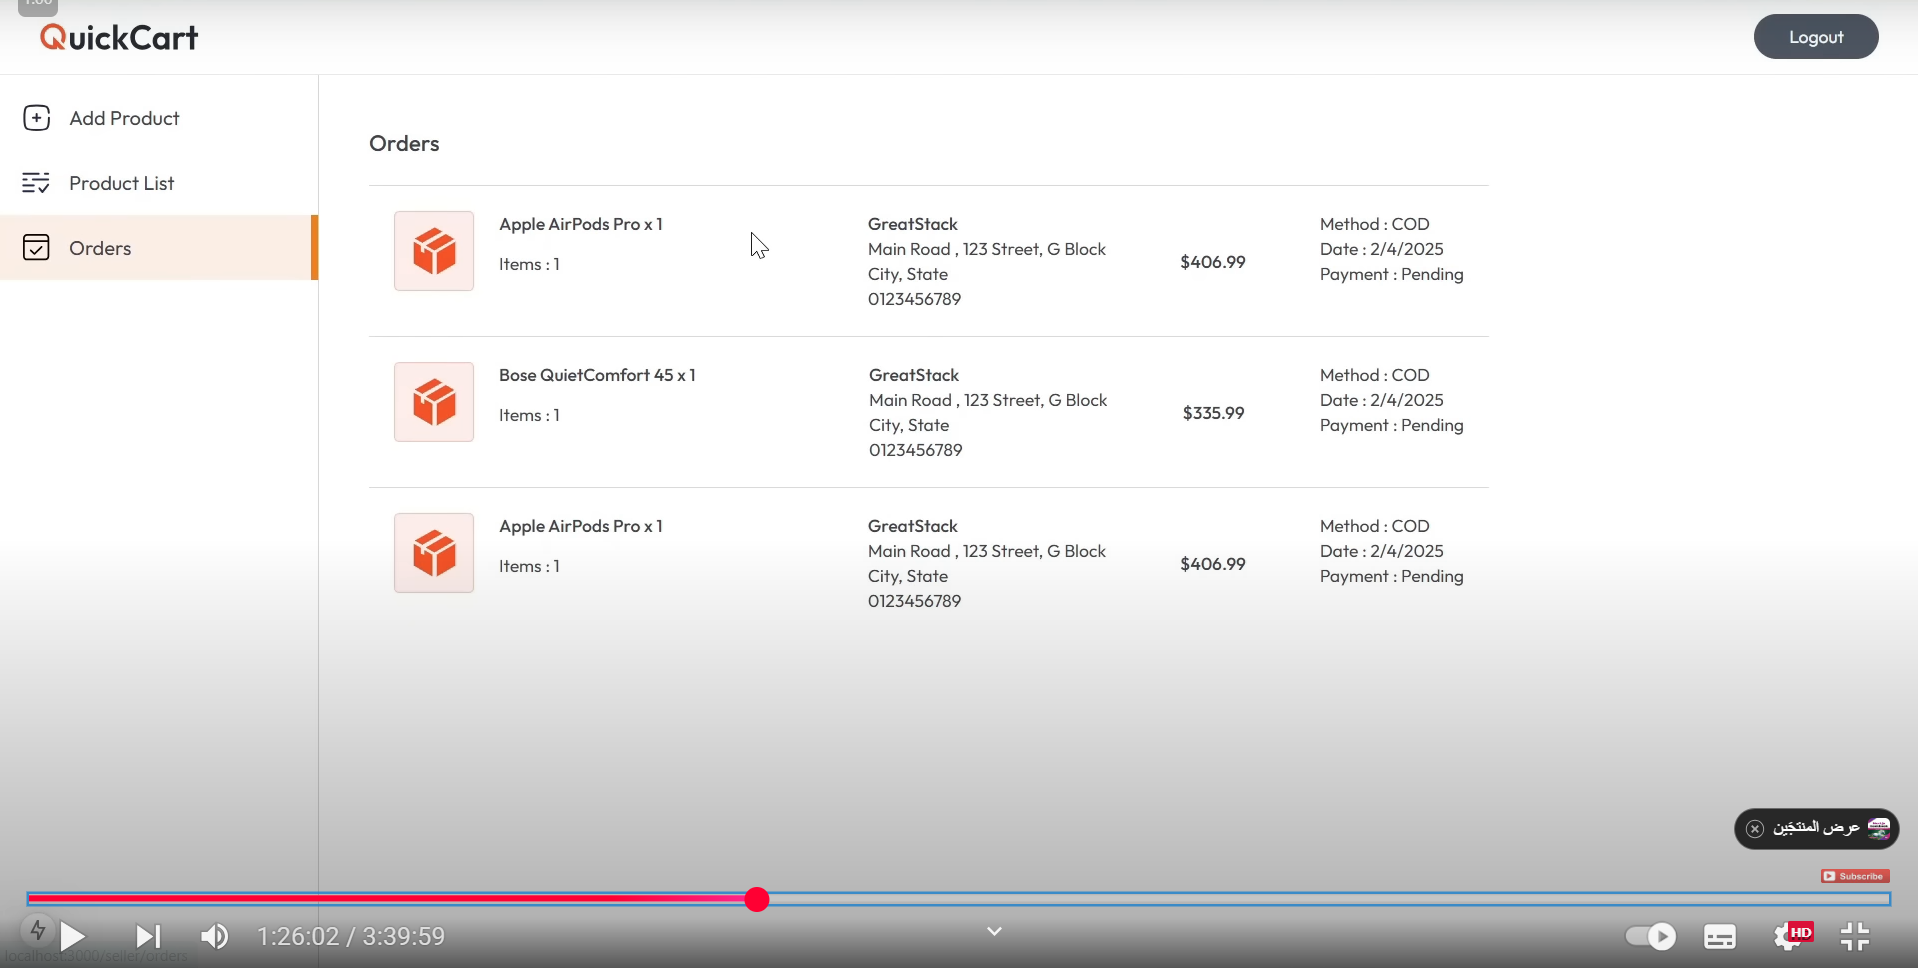 1:00
QuickCart
Logout
Add Product
Product List
Orders
Orders
Apple AirPods Pro x 1
Items : 1
GreatStack
Main Road , 123 Street, G Block
City, State
0123456789
$406.99
Method : COD
Date : 2/4/2025
Payment : Pending
Bose QuietComfort 45 x 1
Items : 1
GreatStack
Main Road , 123 Street, G Block
City, State
0123456789
$335.99
Method : COD
Date : 2/4/2025
Payment : Pending
Apple AirPods Pro x 1
Items : 1
GreatStack
Main Road , 123 Street, G Block
City, State
0123456789
$406.99
Method : COD
Date : 2/4/2025
Payment : Pending
عرض المنتجَين
Subscribe
1:26:02 / 3:39:59
HD
localhost:3000/seller/orders